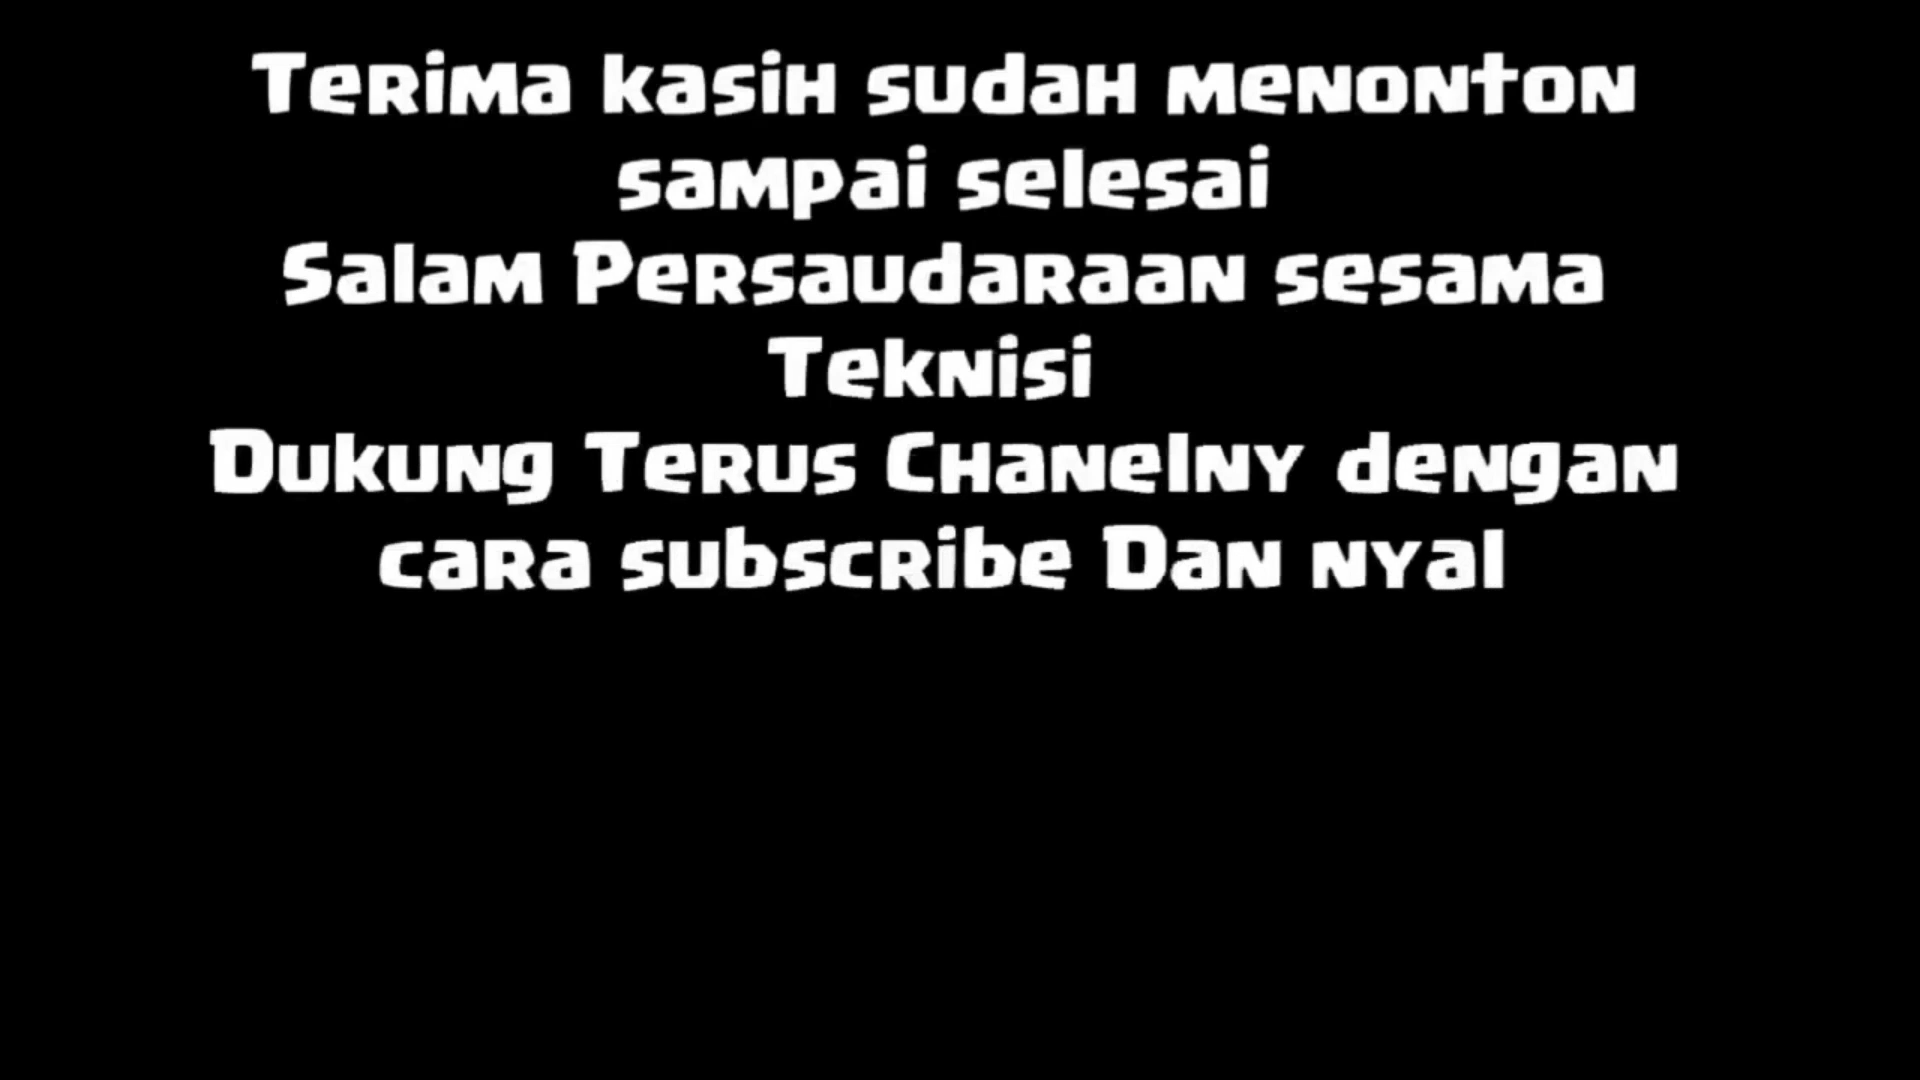 Terima kasih sudah menonton
sampai selesai
Salam Persaudaraan sesama
Teknisi
Dukung Terus Chanelny dengan
cara subscribe Dan nyal